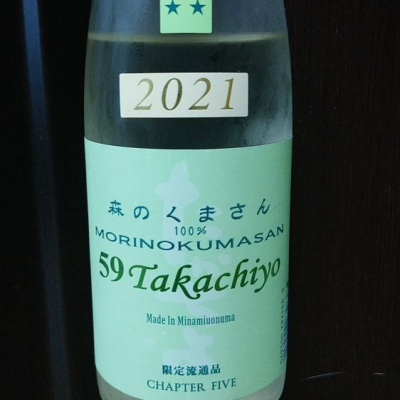 ★★
2021
森のくまさん
100%
MORINOKUMASAN
59 Takachiyo
Made In Minamiuonuma
限定流通品
CHAPTER FIVE